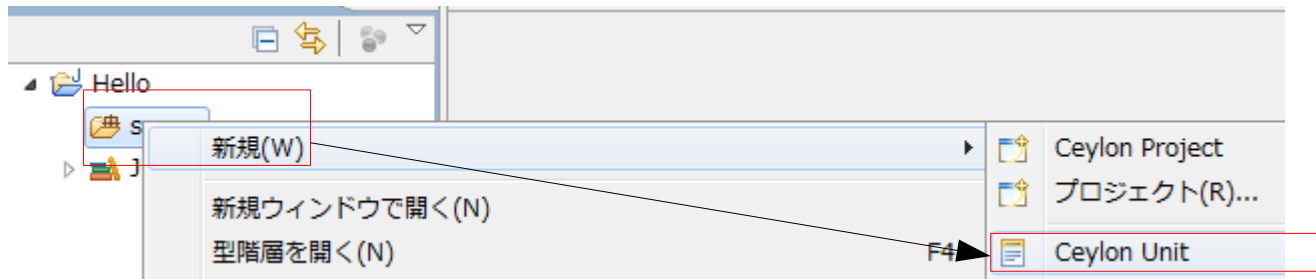 Hello
s
新規(W)
Ceylon Project
J
プロジェクト(R)...
新規ウィンドウで開く(N)
型階層を開く(N)
F4
Ceylon Unit